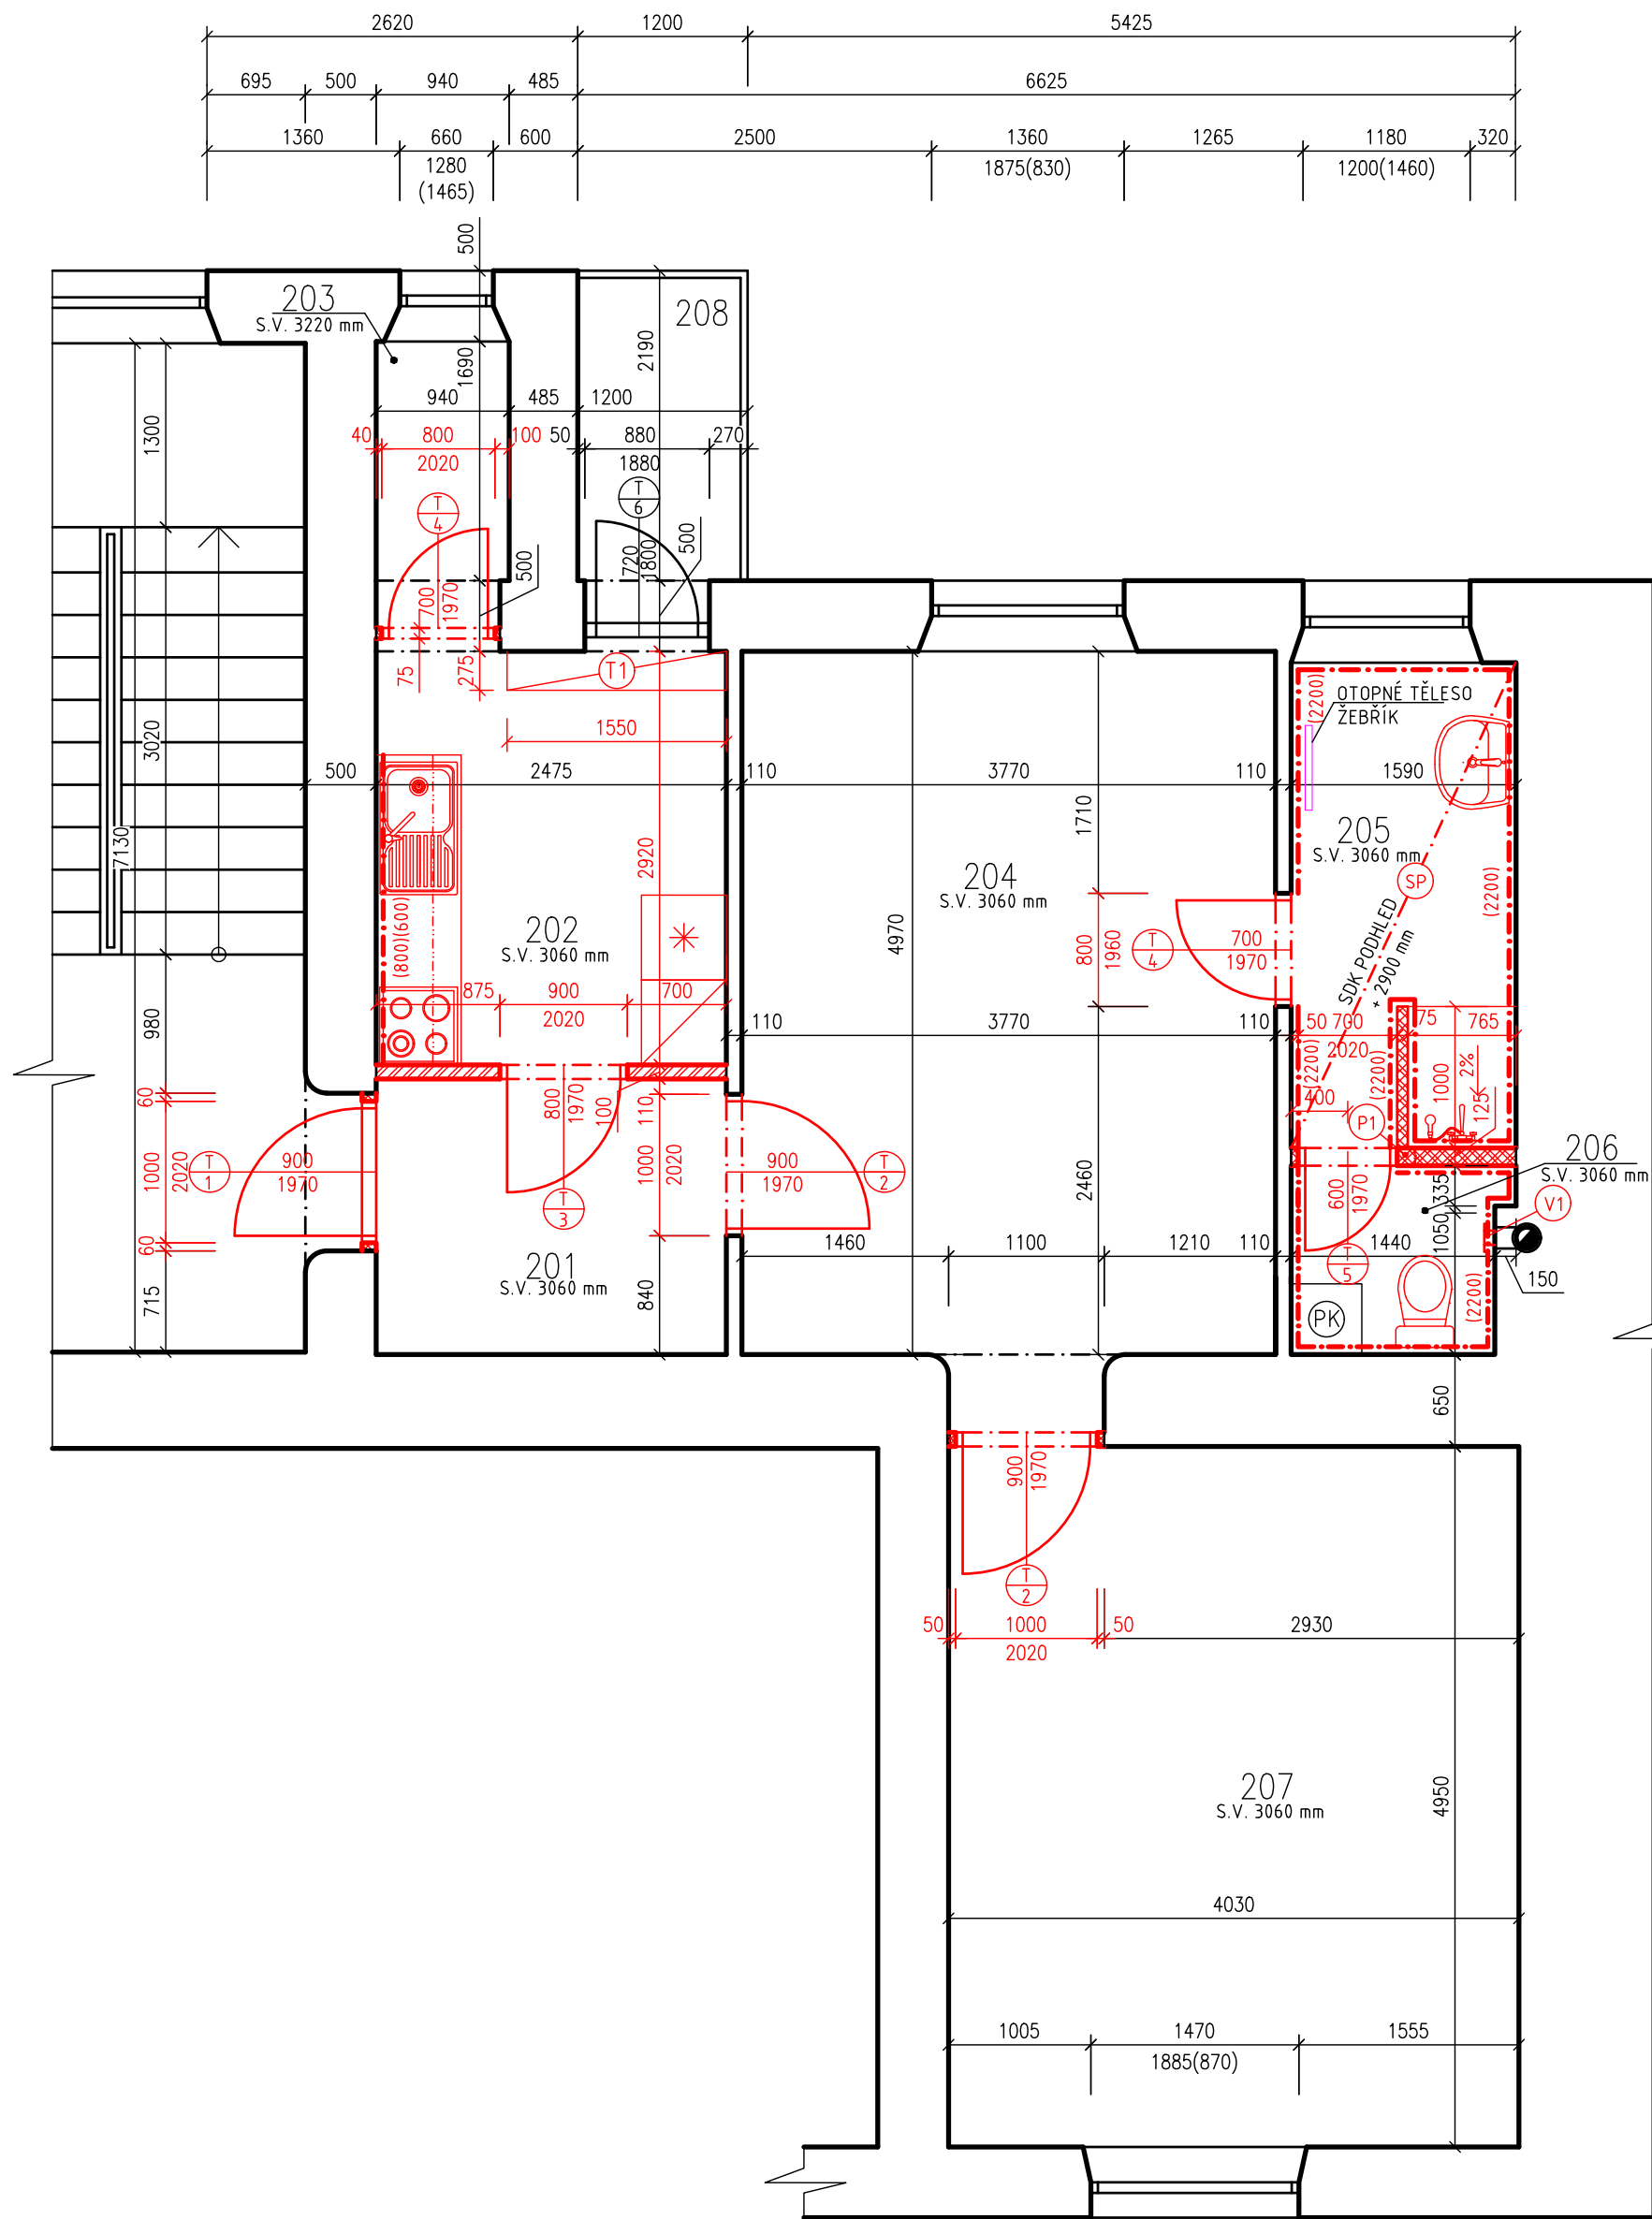 2620 1200 5425
695 500 940 485 6625
1360 660 600 2500 1360 1265 1180 320
1280 1875(830) 1200(1460)
(1465)
500
203
S.V. 3220 mm
208
2190
1690
940 485 1200
1300
40 800 100 50 880 270
2020 1880
T
4
T
6
500
500
720
1800
700
1970
75
275
T1
(2200)
OTOPNÉ TĚLESO
ŽEBŘÍK
3020
1550
500 2475 110 3770 110 1590
1710
7130
2920
205
S.V. 3060 mm
204
S.V. 3060 mm
SP
(2200)
(800)(600)
202
S.V. 3060 mm
4970
800
1960
T
4
700
1970
SDK PODHLED
+ 2900 mm
875 900 700
2020
980
110 3770 110 50 700 75 765
2020
(2200)
(2200)
1000
2%
125
400
P1
60
800
1970
100
110
206
S.V. 3060 mm
1000
2020
T
1
900
1970
1000
2020
900
1970
T
2
2460
600
1970
335
V1
T
3
60
1050
1460 1100 1210 110 1440
T
5
150
201
S.V. 3060 mm
715
840
PK
(2200)
650
900
1970
T
2
50 1000 50 2930
2020
207
S.V. 3060 mm
4950
4030
1005 1470 1555
1885(870)